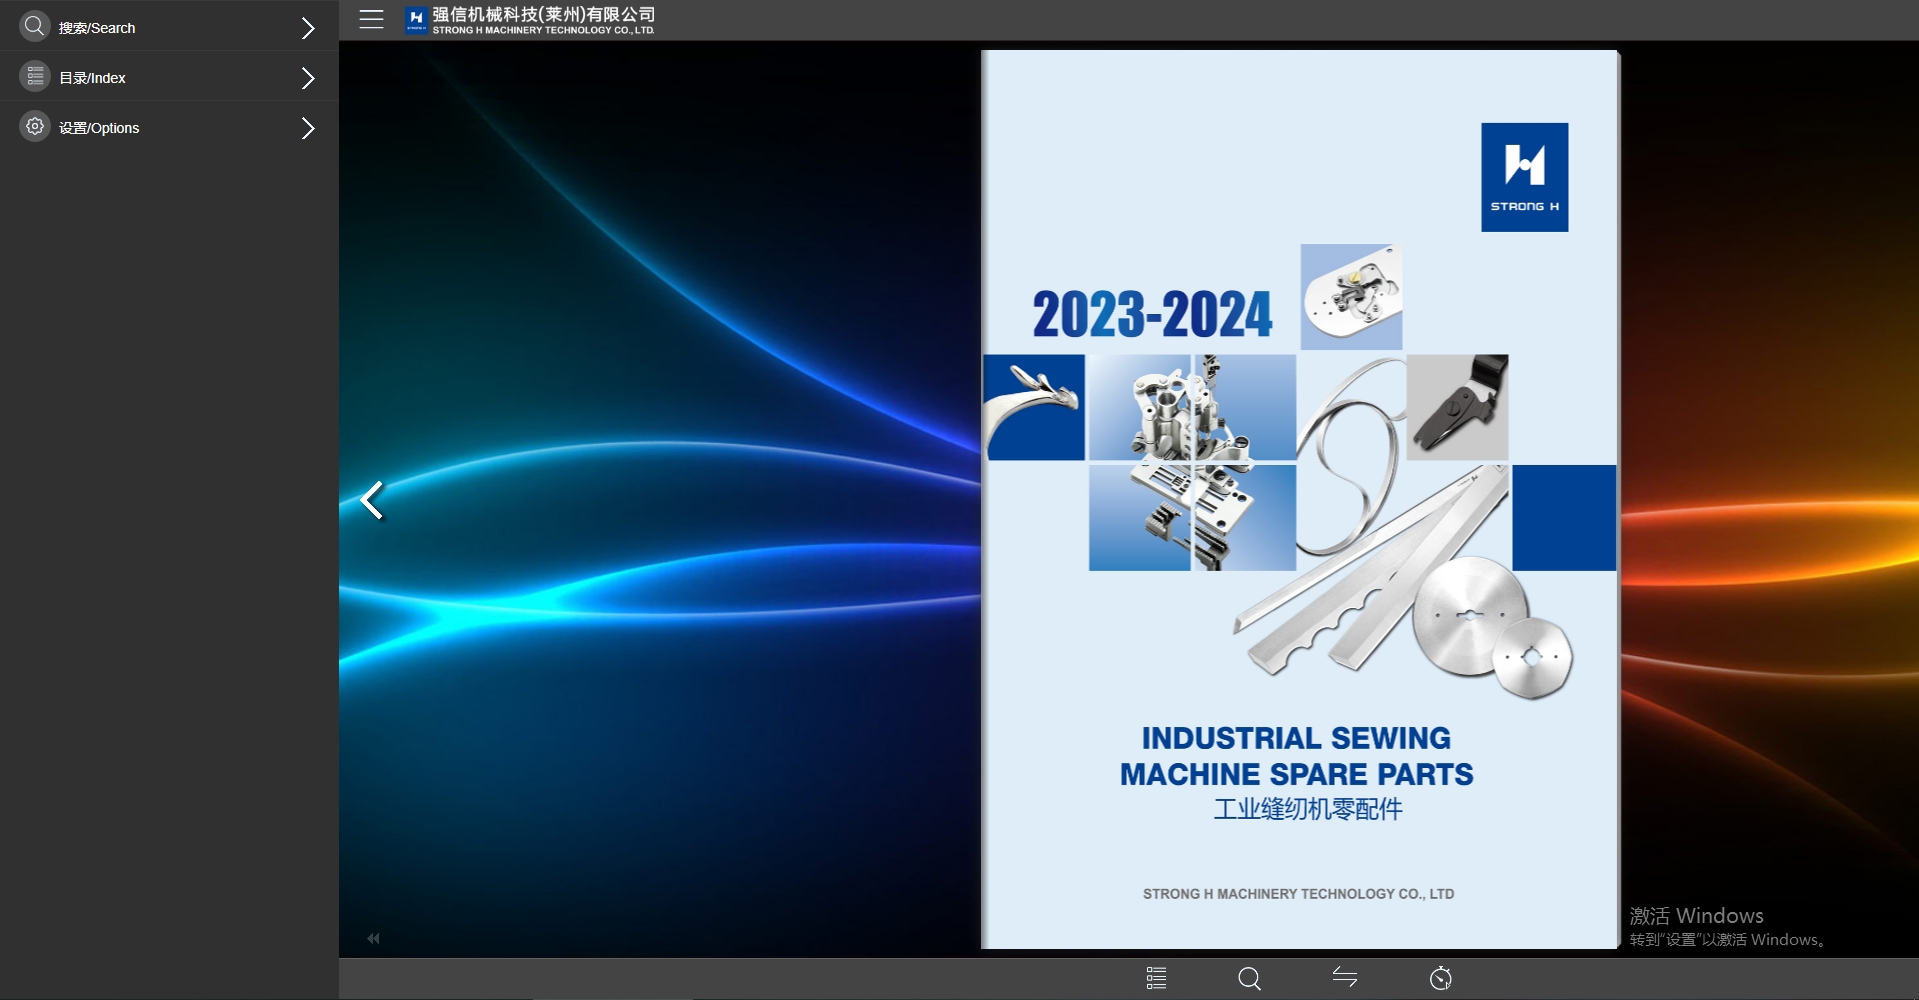 搜索/Search
目录/Index
设置/Options
强信机械科技(莱州)有限公司
STRONG H MACHINERY TECHNOLOGY CO., LTD.
STRONG H
2023-2024
INDUSTRIAL SEWING
MACHINE SPARE PARTS
工业缝纫机零配件
STRONG H MACHINERY TECHNOLOGY CO., LTD
激活 Windows
转到"设置"以激活 Windows。